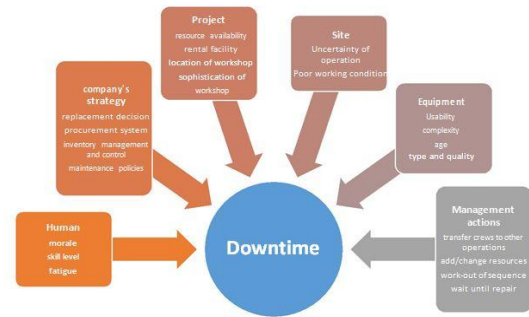 Project
resource availability
rental facility
location of workshop
sophistication of
workshop
Site
Uncertainty of
operation
Poor working condition
company's
strategy
replacement decision
procurement system
inventory management
and control
maintenance policies
Equipment
Usability
complexity
age
type and quality
Human
morale
skill level
fatigue
Downtime
Management
actions
transfer crews to other
operations
add/change resources
work-out of sequence
wait until repair